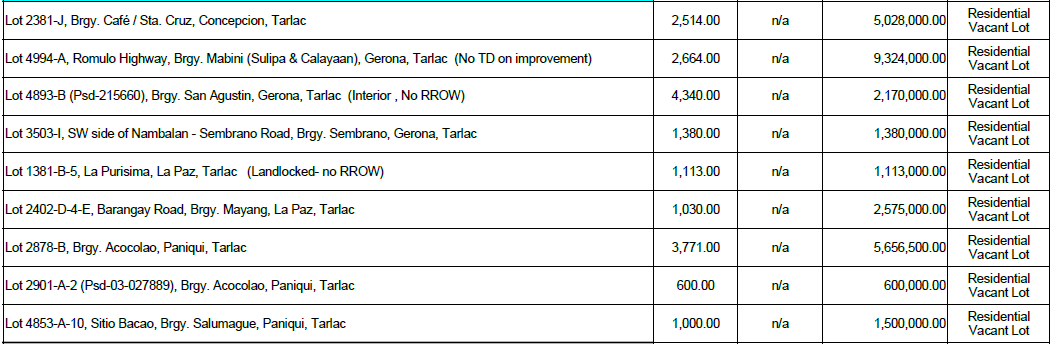 Lot 2381-J, Brgy. Café / Sta. Cruz, Concepcion, Tarlac 2,514.00 n/a 5,028,000.00 Residential Vacant Lot
Lot 4994-A, Romulo Highway, Brgy. Mabini (Sulipa & Calayaan), Gerona, Tarlac (No TD on improvement) 2,664.00 n/a 9,324,000.00 Residential Vacant Lot
Lot 4893-B (Psd-215660), Brgy. San Agustin, Gerona, Tarlac (Interior , No RROW) 4,340.00 n/a 2,170,000.00 Residential Vacant Lot
Lot 3503-I, SW side of Nambalan - Sembrano Road, Brgy. Sembrano, Gerona, Tarlac 1,380.00 n/a 1,380,000.00 Residential Vacant Lot
Lot 1381-B-5, La Purisima, La Paz, Tarlac (Landlocked- no RROW) 1,113.00 n/a 1,113,000.00 Residential Vacant Lot
Lot 2402-D-4-E, Barangay Road, Brgy. Mayang, La Paz, Tarlac 1,030.00 n/a 2,575,000.00 Residential Vacant Lot
Lot 2878-B, Brgy. Acocolao, Paniqui, Tarlac 3,771.00 n/a 5,656,500.00 Residential Vacant Lot
Lot 2901-A-2 (Psd-03-027889), Brgy. Acocolao, Paniqui, Tarlac 600.00 n/a 600,000.00 Residential Vacant Lot
Lot 4853-A-10, Sitio Bacao, Brgy. Salumague, Paniqui, Tarlac 1,000.00 n/a 1,500,000.00 Residential Vacant Lot